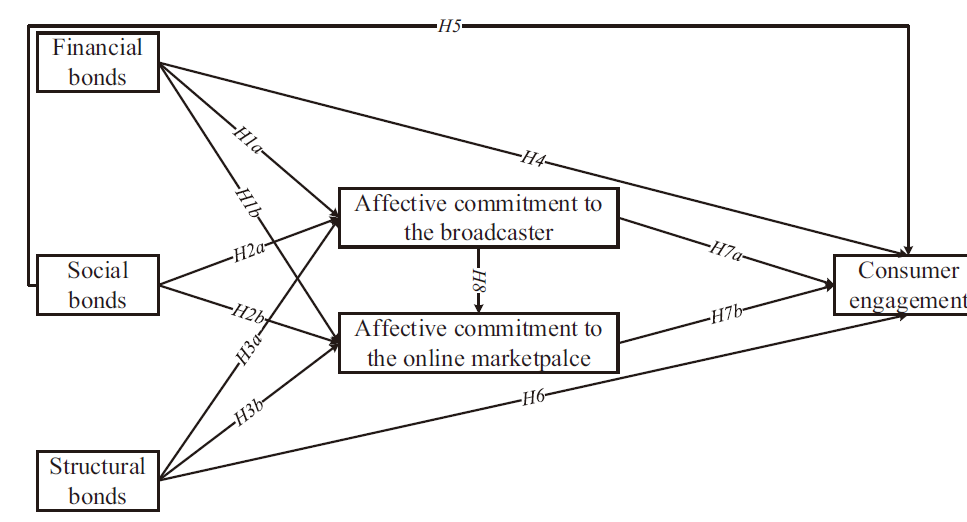 H5
Financial
bonds
H1a
H4
H1b
Affective commitment to
the broadcaster
H2a
H7a
Social
bonds
H8
Consumer
engagement
H2b
H7b
Affective commitment to
the online marketpalce
H3a
H3b
H6
Structural
bonds